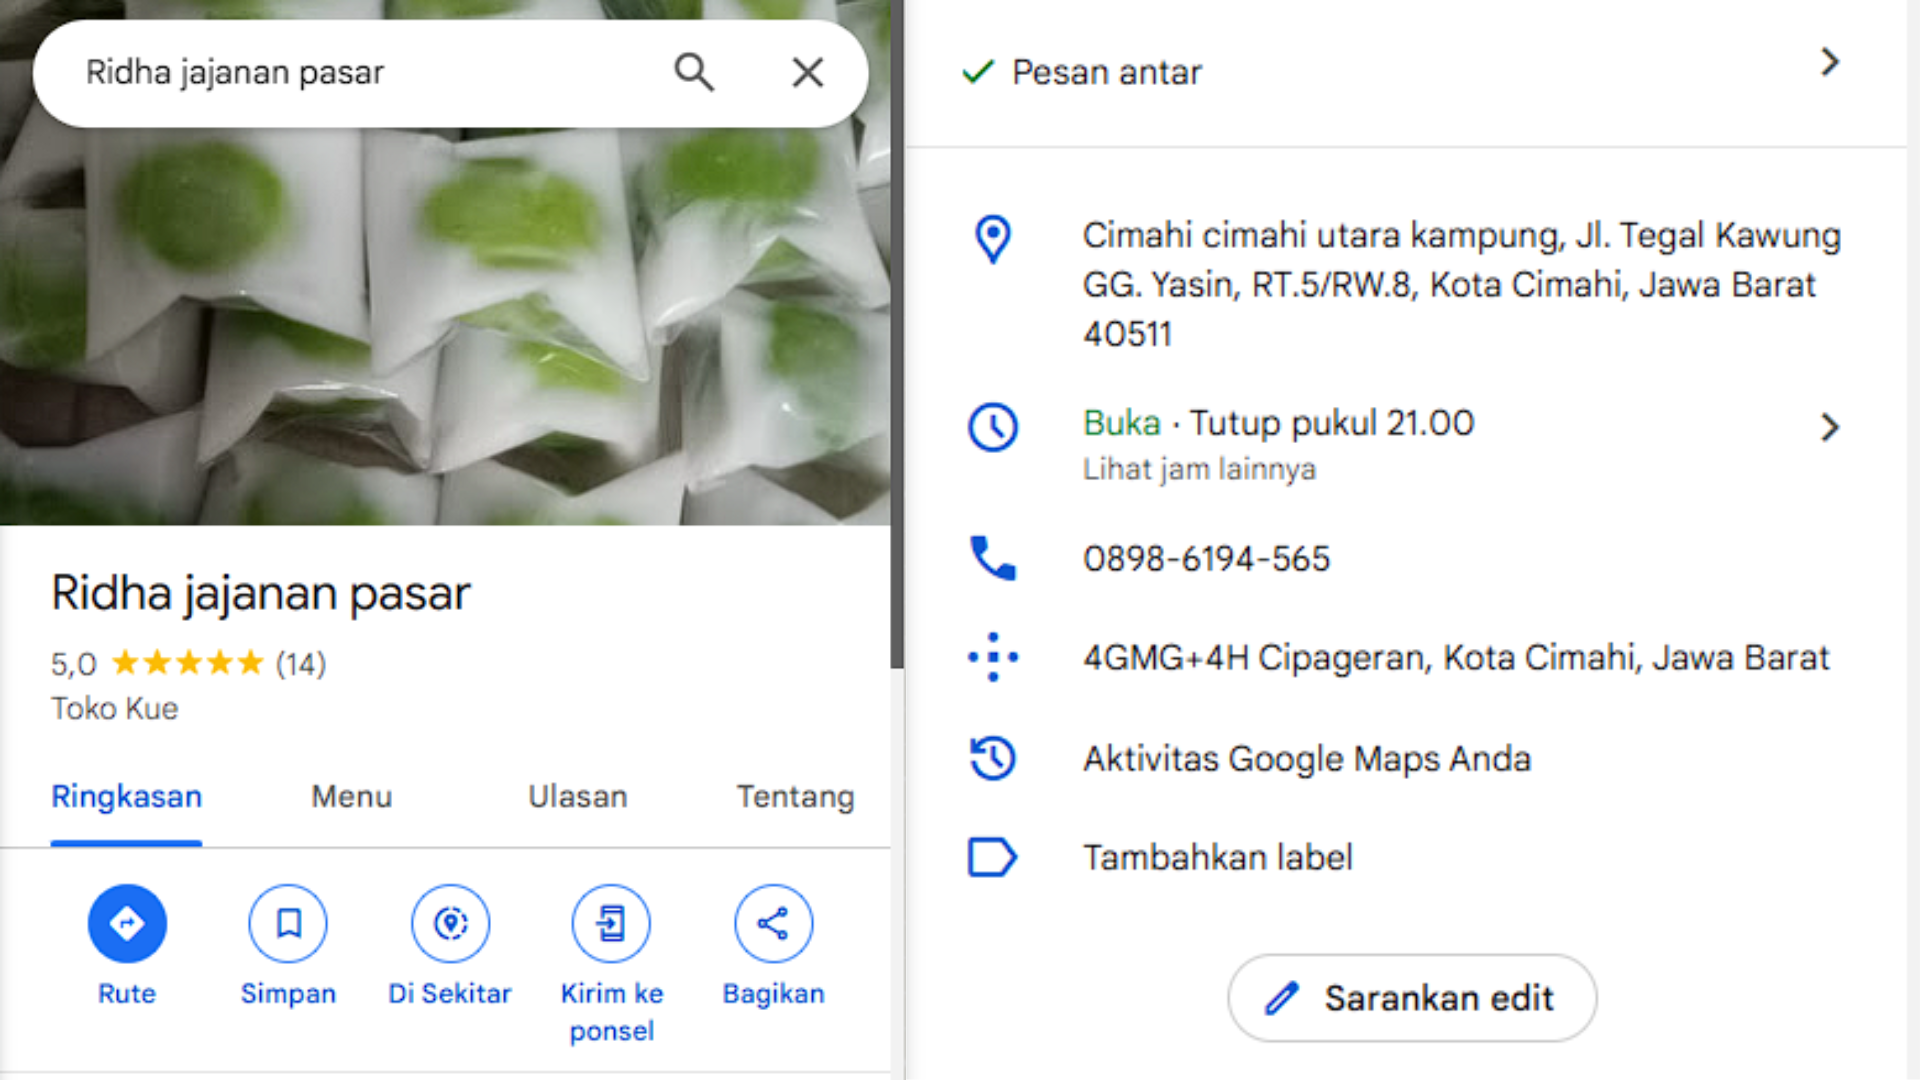 Ridha jajanan pasar
Ridha jajanan pasar
5,0 (14)
Toko Kue
Ringkasan Menu Ulasan Tentang
Rute Simpan Di Sekitar Kirim ke ponsel Bagikan
Pesan antar
Cimahi cimahi utara kampung, Jl. Tegal Kawung
GG. Yasin, RT.5/RW.8, Kota Cimahi, Jawa Barat
40511
Buka · Tutup pukul 21.00
Lihat jam lainnya
0898-6194-565
4GMG+4H Cipageran, Kota Cimahi, Jawa Barat
Aktivitas Google Maps Anda
Tambahkan label
Sarankan edit